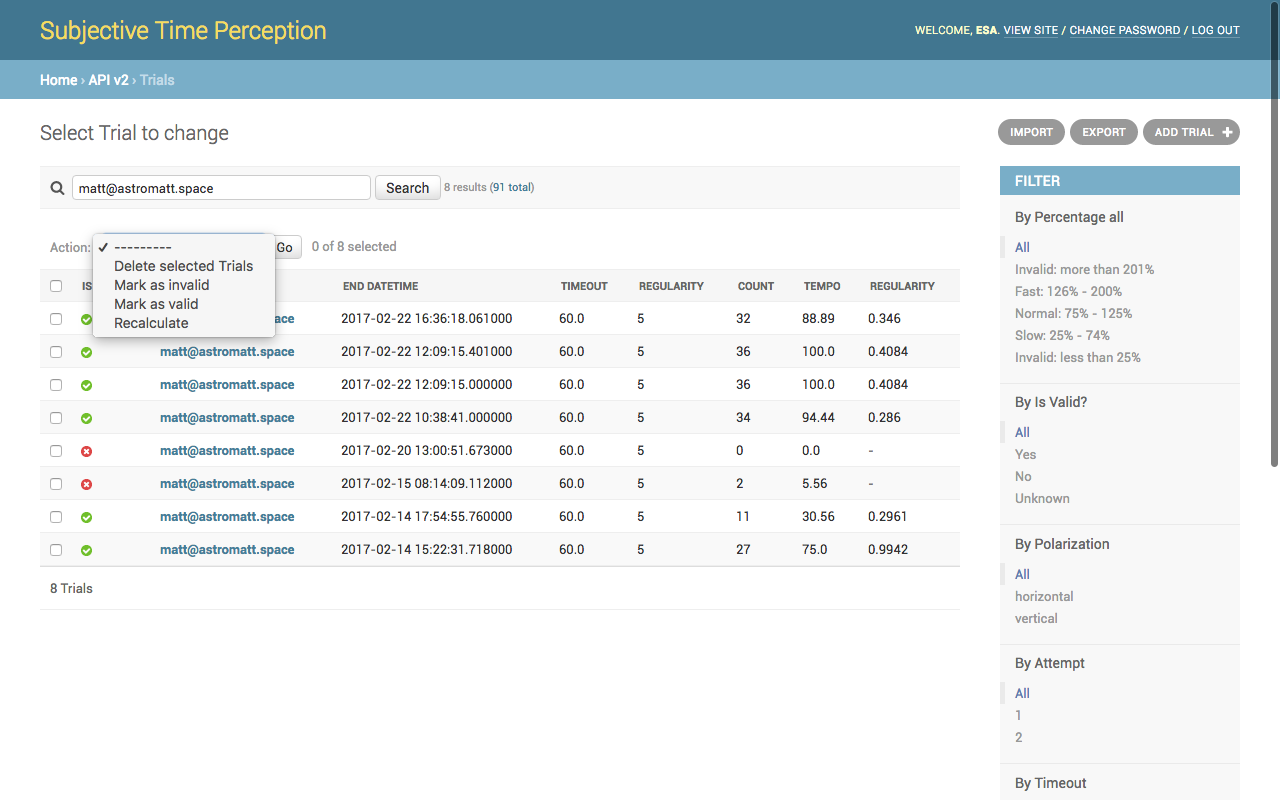 Subjective Time Perception
WELCOME, ESA. VIEW SITE / CHANGE PASSWORD / LOG OUT
Home › API v2 › Trials
Select Trial to change
IMPORT EXPORT ADD TRIAL +
matt@astromatt.space Search 8 results (91 total)
Action: ✓ --------- Go 0 of 8 selected
Delete selected Trials
Mark as invalid
Mark as valid
Recalculate
IS END DATETIME TIMEOUT REGULARITY COUNT TEMPO REGULARITY
ace 2017-02-22 16:36:18.061000 60.0 5 32 88.89 0.346
matt@astromatt.space 2017-02-22 12:09:15.401000 60.0 5 36 100.0 0.4084
matt@astromatt.space 2017-02-22 12:09:15.000000 60.0 5 36 100.0 0.4084
matt@astromatt.space 2017-02-22 10:38:41.000000 60.0 5 34 94.44 0.286
matt@astromatt.space 2017-02-20 13:00:51.673000 60.0 5 0 0.0 -
matt@astromatt.space 2017-02-15 08:14:09.112000 60.0 5 2 5.56 -
matt@astromatt.space 2017-02-14 17:54:55.760000 60.0 5 11 30.56 0.2961
matt@astromatt.space 2017-02-14 15:22:31.718000 60.0 5 27 75.0 0.9942
8 Trials
FILTER
By Percentage all
All
Invalid: more than 201%
Fast: 126% - 200%
Normal: 75% - 125%
Slow: 25% - 74%
Invalid: less than 25%
By Is Valid?
All
Yes
No
Unknown
By Polarization
All
horizontal
vertical
By Attempt
All
1
2
By Timeout